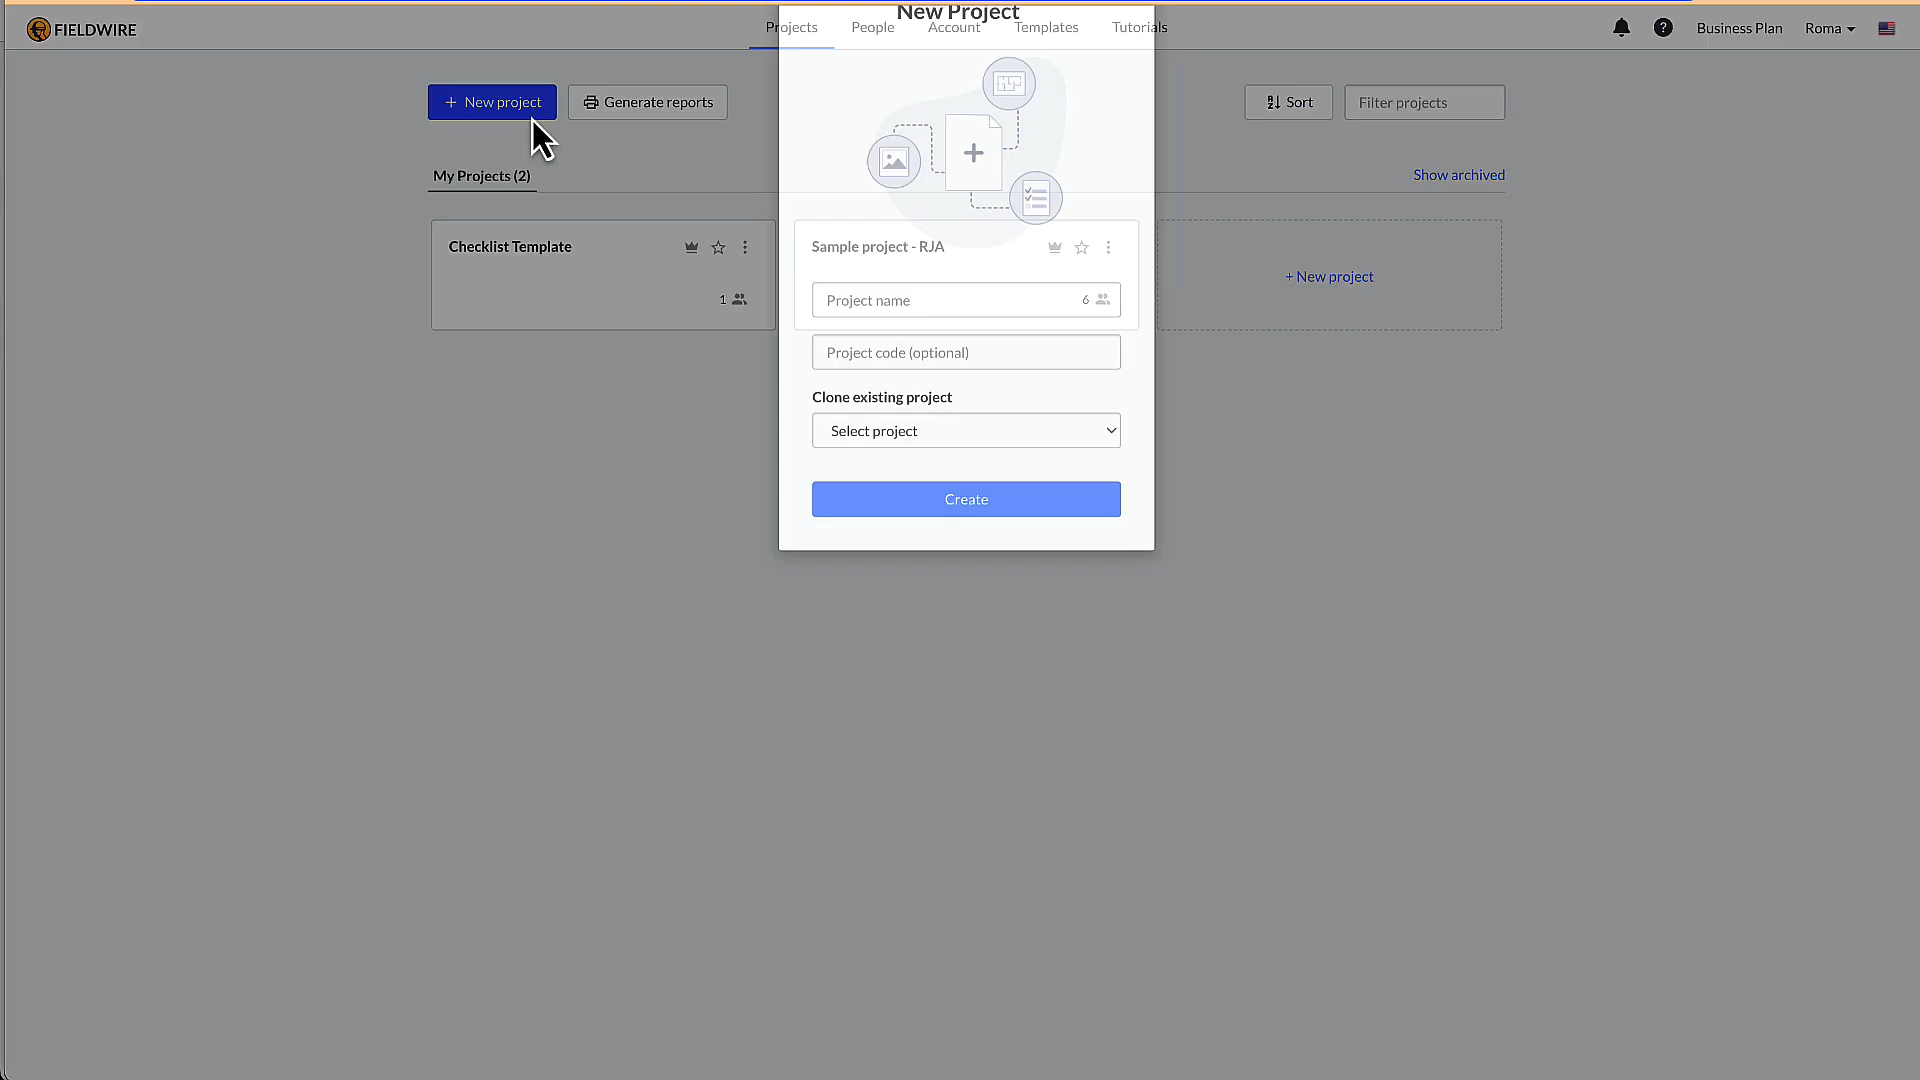 New Project
FIELDWIRE
Projects
People
Account
Templates
Tutorials
Business Plan
Roma
+ New project
Generate reports
Sort
Filter projects
My Projects (2)
Show archived
Checklist Template
1
Sample project - RJA
Project name
6
+ New project
Project code (optional)
Clone existing project
Select project
Create